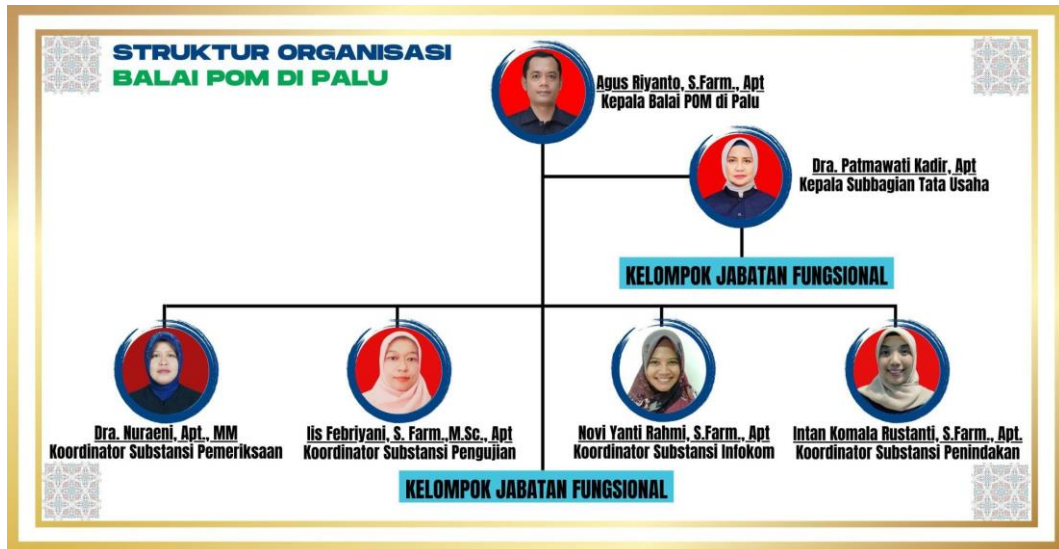 STRUKTUR ORGANISASI
BALAI POM DI PALU
Agus Riyanto, S.Farm., Apt
Kepala Balai POM di Palu
Dra. Patmawati Kadir, Apt
Kepala Subbagian Tata Usaha
KELOMPOK JABATAN FUNGSIONAL
Dra. Nuraeni, Apt., MM
Koordinator Substansi Pemeriksaan
Iis Febriyani, S. Farm.,M.Sc., Apt
Koordinator Substansi Pengujian
Novi Yanti Rahmi, S.Farm., Apt
Koordinator Substansi Infokom
Intan Komala Rustanti, S.Farm., Apt.
Koordinator Substansi Penindakan
KELOMPOK JABATAN FUNGSIONAL